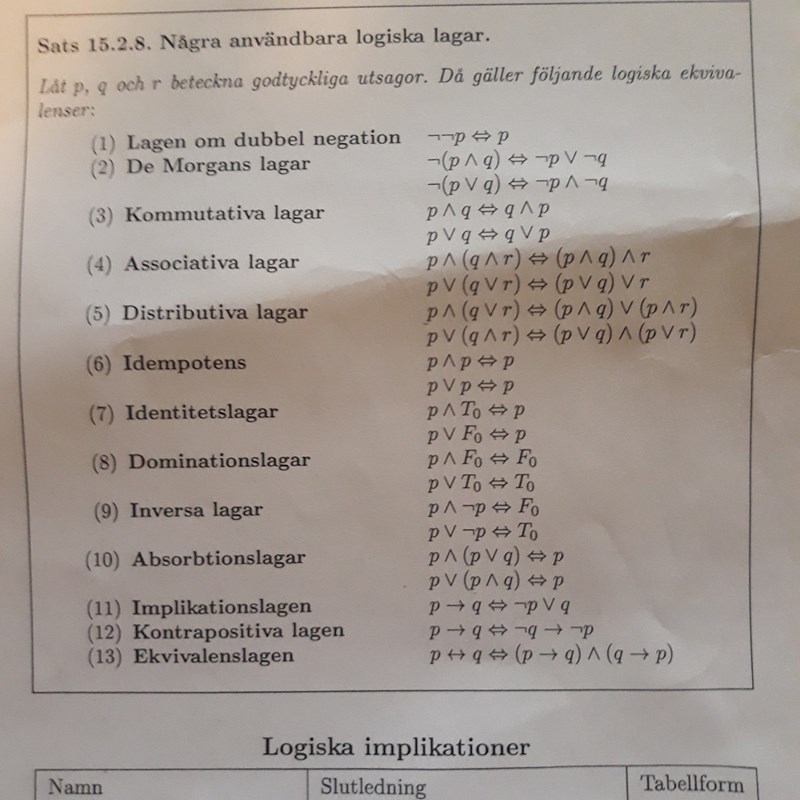 Sats 15.2.8. Några användbara logiska lagar.
Låt p, q och r beteckna godtyckliga utsagor. Då gäller följande logiska ekviva-
lenser:
(1) Lagen om dubbel negation ¬¬p ⇔ p
(2) De Morgans lagar ¬(p ∧ q) ⇔ ¬p ∨ ¬q
¬(p ∨ q) ⇔ ¬p ∧ ¬q
(3) Kommutativa lagar p ∧ q ⇔ q ∧ p
p ∨ q ⇔ q ∨ p
(4) Associativa lagar p ∧ (q ∧ r) ⇔ (p ∧ q) ∧ r
p ∨ (q ∨ r) ⇔ (p ∨ q) ∨ r
(5) Distributiva lagar p ∧ (q ∨ r) ⇔ (p ∧ q) ∨ (p ∧ r)
p ∨ (q ∧ r) ⇔ (p ∨ q) ∧ (p ∨ r)
(6) Idempotens p ∧ p ⇔ p
p ∨ p ⇔ p
(7) Identitetslagar p ∧ T₀ ⇔ p
p ∨ F₀ ⇔ p
(8) Dominationslagar p ∧ F₀ ⇔ F₀
p ∨ T₀ ⇔ T₀
(9) Inversa lagar p ∧ ¬p ⇔ F₀
p ∨ ¬p ⇔ T₀
(10) Absorbtionslagar p ∧ (p ∨ q) ⇔ p
p ∨ (p ∧ q) ⇔ p
(11) Implikationslagen p → q ⇔ ¬p ∨ q
(12) Kontrapositiva lagen p → q ⇔ ¬q → ¬p
(13) Ekvivalenslagen p ↔ q ⇔ (p → q) ∧ (q → p)
Logiska implikationer
Namn Slutledning Tabellform